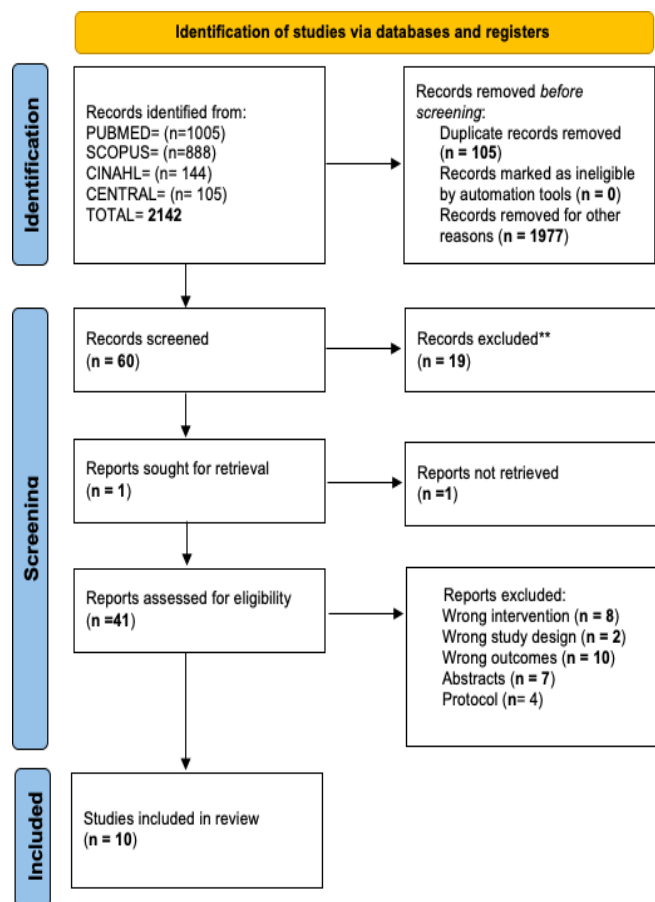 Identification of studies via databases and registers
Identification
Records identified from:
PUBMED= (n=1005)
SCOPUS= (n=888)
CINAHL= (n= 144)
CENTRAL= (n= 105)
TOTAL= 2142
Records removed before
screening:
Duplicate records removed
(n = 105)
Records marked as ineligible
by automation tools (n = 0)
Records removed for other
reasons (n = 1977)
Screening
Records screened
(n = 60)
Records excluded**
(n = 19)
Reports sought for retrieval
(n = 1)
Reports not retrieved
(n =1)
Reports assessed for eligibility
(n =41)
Reports excluded:
Wrong intervention (n = 8)
Wrong study design (n = 2)
Wrong outcomes (n = 10)
Abstracts (n = 7)
Protocol (n= 4)
Included
Studies included in review
(n = 10)